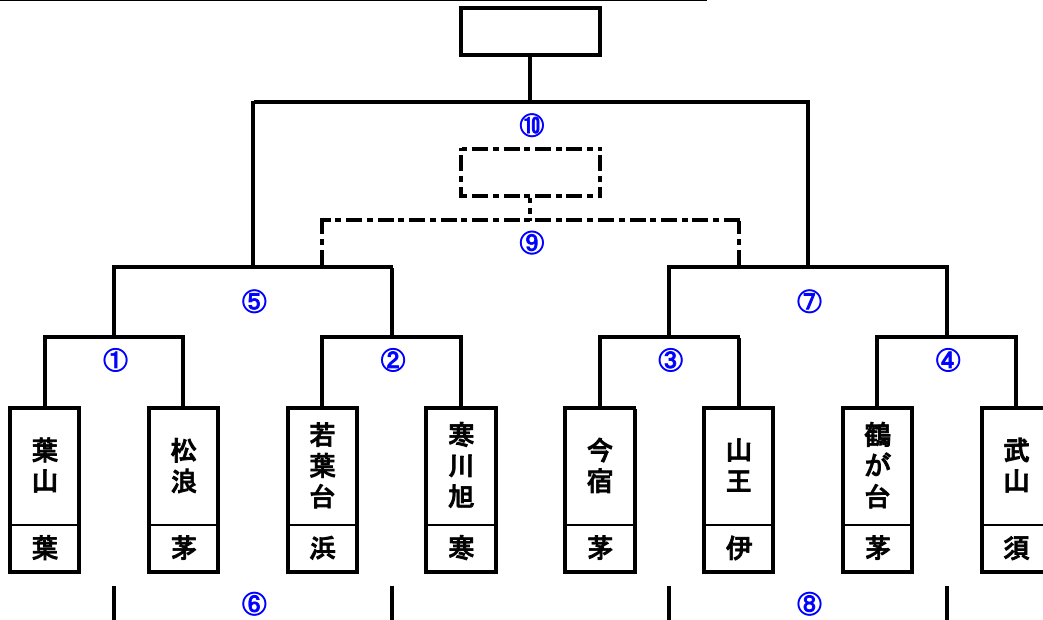 ⑩
⑨
⑤ ⑦
① ② ③ ④
葉山 松浪 若葉台 寒川旭 今宿 山王 鶴が台 武山
葉 茅 浜 寒 茅 伊 茅 須
⑥ ⑧